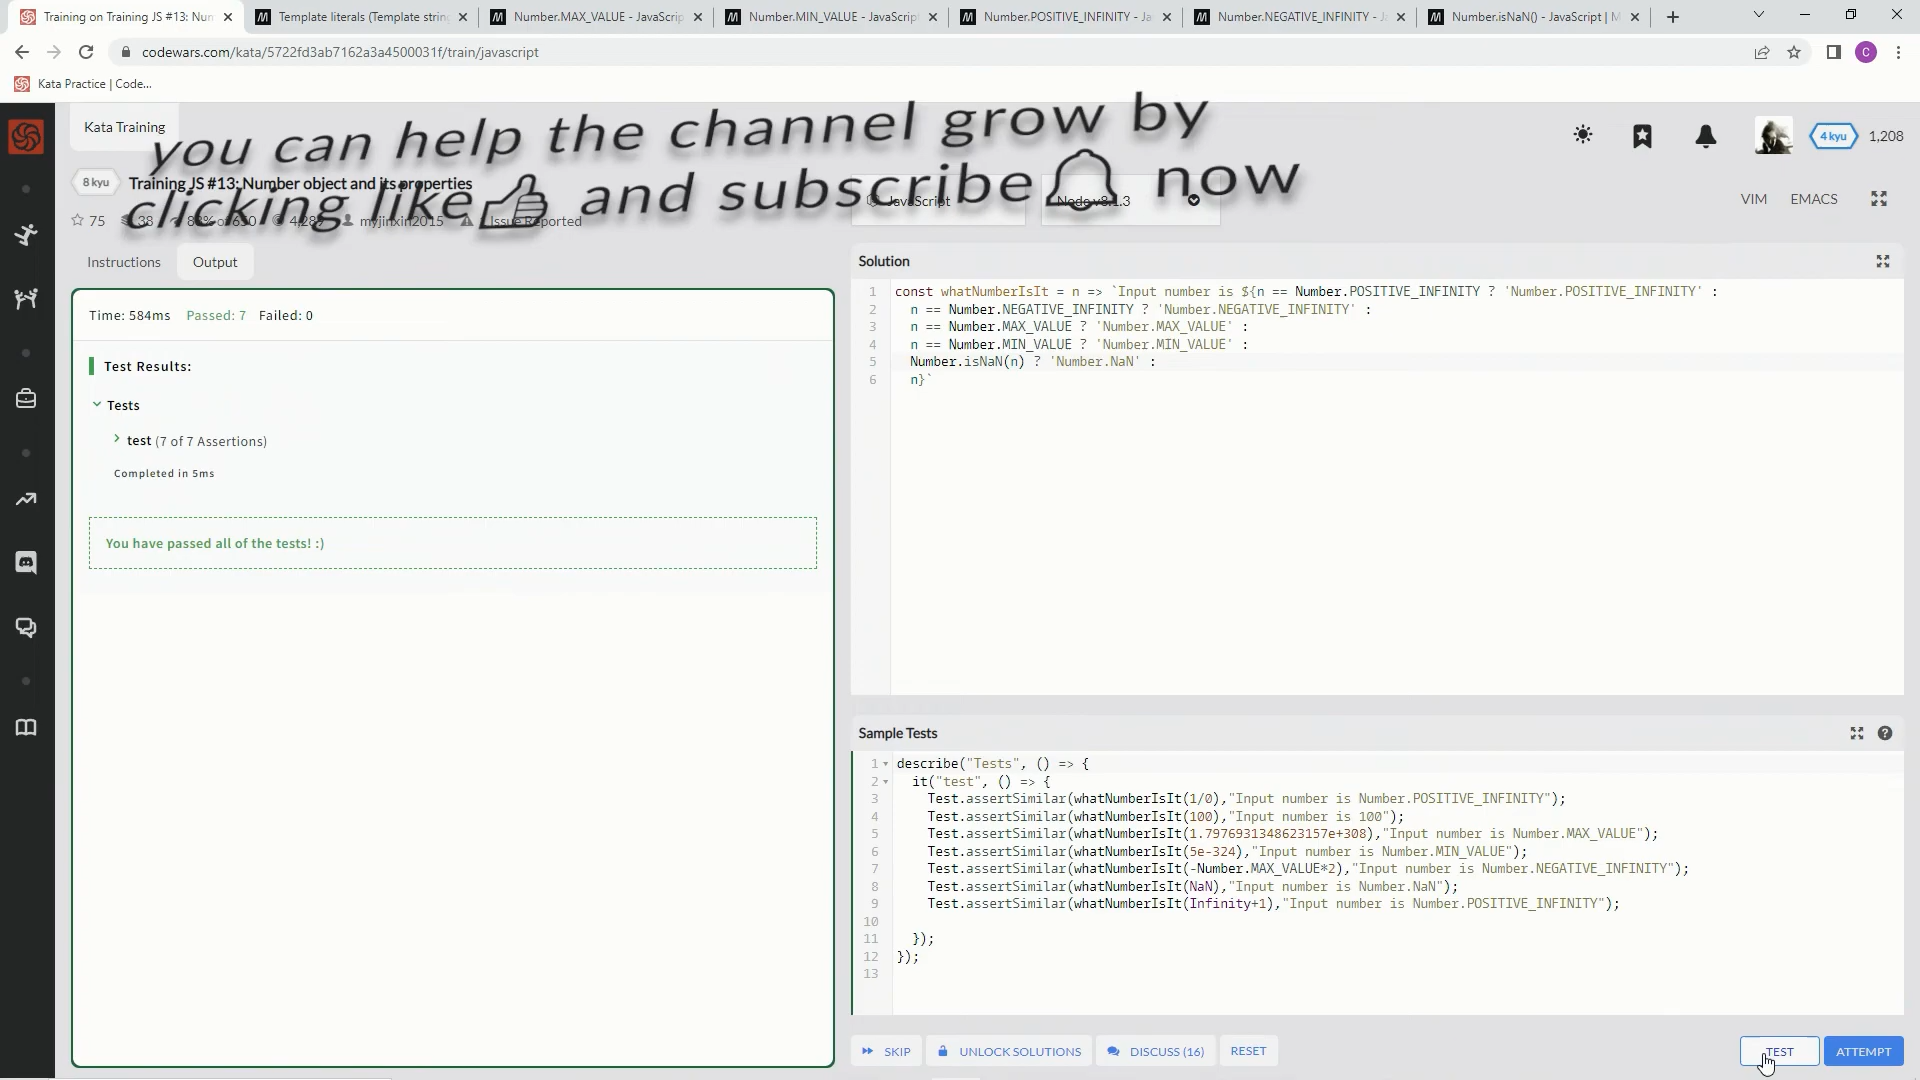 Training on Training JS #13: Num
Template literals (Template string
Number.MAX_VALUE - JavaScrip
Number.MIN_VALUE - JavaScript
Number.POSITIVE_INFINITY - Ja
Number.NEGATIVE_INFINITY - J
Number.isNaN() - JavaScript | M
codewars.com/kata/5722fd3ab7162a3a4500031f/train/javascript
C
Kata Practice | Code...
Kata Training
you can help the channel grow by
clicking like and subscribe now
4 kyu 1,208
8 kyu Training JS #13: Number object and its properties
JavaScript
Node v8.1.3
VIM EMACS
75 38 4,289 myjinxin2015 1 Issue Reported
Instructions Output
Time: 584ms Passed: 7 Failed: 0
Test Results:
Tests
test (7 of 7 Assertions)
Completed in 5ms
You have passed all of the tests! :)
Solution
1 const whatNumberIsIt = n => `Input number is ${n == Number.POSITIVE_INFINITY ? 'Number.POSITIVE_INFINITY' :
2 n == Number.NEGATIVE_INFINITY ? 'Number.NEGATIVE_INFINITY' :
3 n == Number.MAX_VALUE ? 'Number.MAX_VALUE' :
4 n == Number.MIN_VALUE ? 'Number.MIN_VALUE' :
5 Number.isNaN(n) ? 'Number.NaN' :
6 n}`
Sample Tests
1 describe("Tests", () => {
2 it("test", () => {
3 Test.assertSimilar(whatNumberIsIt(1/0),"Input number is Number.POSITIVE_INFINITY");
4 Test.assertSimilar(whatNumberIsIt(100),"Input number is 100");
5 Test.assertSimilar(whatNumberIsIt(1.7976931348623157e+308),"Input number is Number.MAX_VALUE");
6 Test.assertSimilar(whatNumberIsIt(5e-324),"Input number is Number.MIN_VALUE");
7 Test.assertSimilar(whatNumberIsIt(-Number.MAX_VALUE*2),"Input number is Number.NEGATIVE_INFINITY");
8 Test.assertSimilar(whatNumberIsIt(NaN),"Input number is Number.NaN");
9 Test.assertSimilar(whatNumberIsIt(Infinity+1),"Input number is Number.POSITIVE_INFINITY");
10
11 });
12 });
13
SKIP UNLOCK SOLUTIONS DISCUSS (16) RESET
TEST ATTEMPT